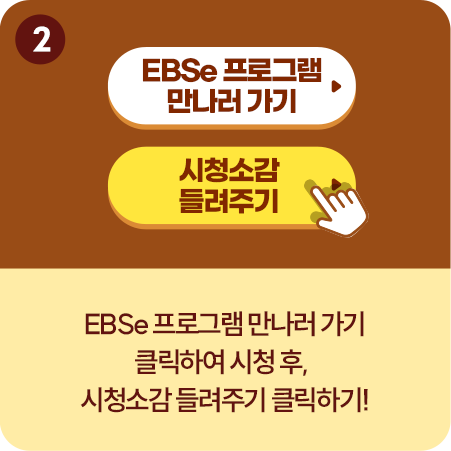 2
EBSe 프로그램
만나러 가기
시청소감
들려주기
EBSe 프로그램 만나러 가기
클릭하여 시청 후,
시청소감 들려주기 클릭하기!